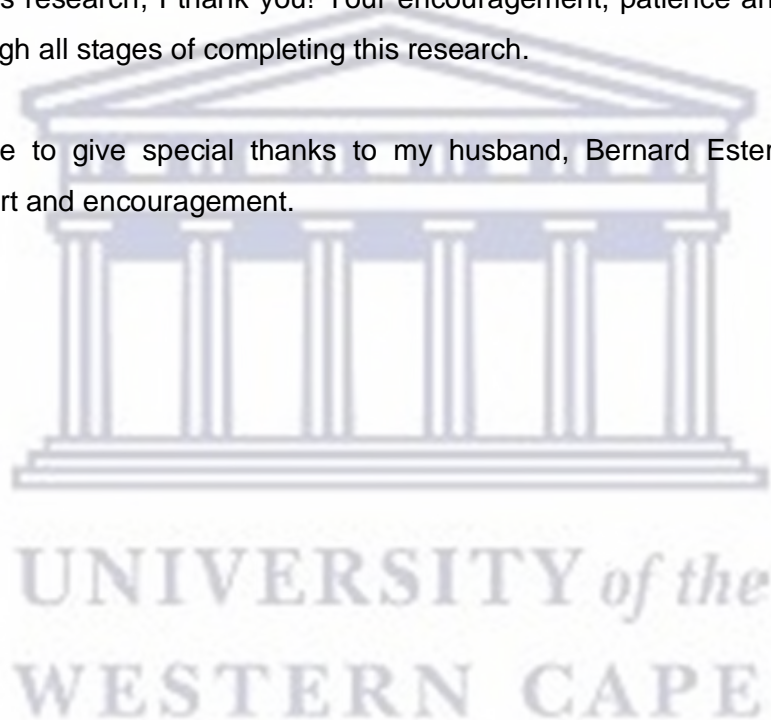 s research, I thank you! Your encouragement, patience an
gh all stages of completing this research.
e to give special thanks to my husband, Bernard Ester
rt and encouragement.
UNIVERSITY of the
WESTERN CAPE